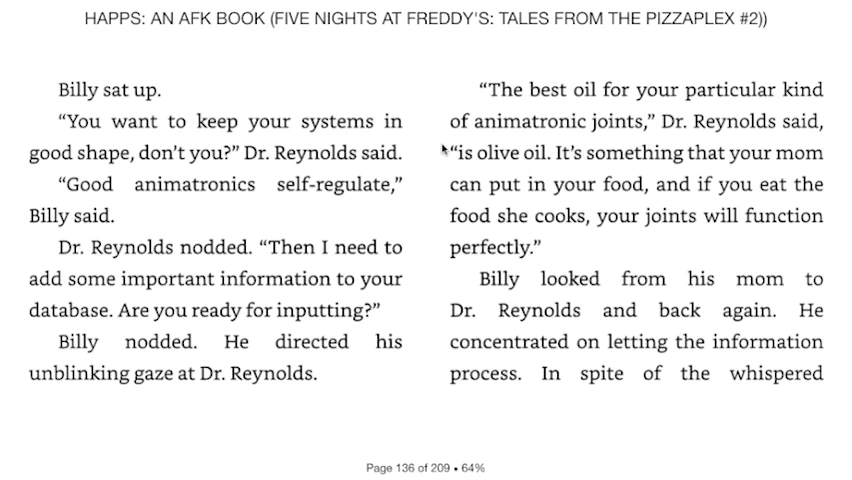 HAPPS: AN AFK BOOK (FIVE NIGHTS AT FREDDY'S: TALES FROM THE PIZZAPLEX #2))
Billy sat up.
“You want to keep your systems in
good shape, don’t you?” Dr. Reynolds said.
“Good animatronics self-regulate,”
Billy said.
Dr. Reynolds nodded. “Then I need to
add some important information to your
database. Are you ready for inputting?”
Billy nodded. He directed his
unblinking gaze at Dr. Reynolds.
“The best oil for your particular kind
of animatronic joints,” Dr. Reynolds said,
“is olive oil. It’s something that your mom
can put in your food, and if you eat the
food she cooks, your joints will function
perfectly.”
Billy looked from his mom to
Dr. Reynolds and back again. He
concentrated on letting the information
process. In spite of the whispered
Page 136 of 209 • 64%